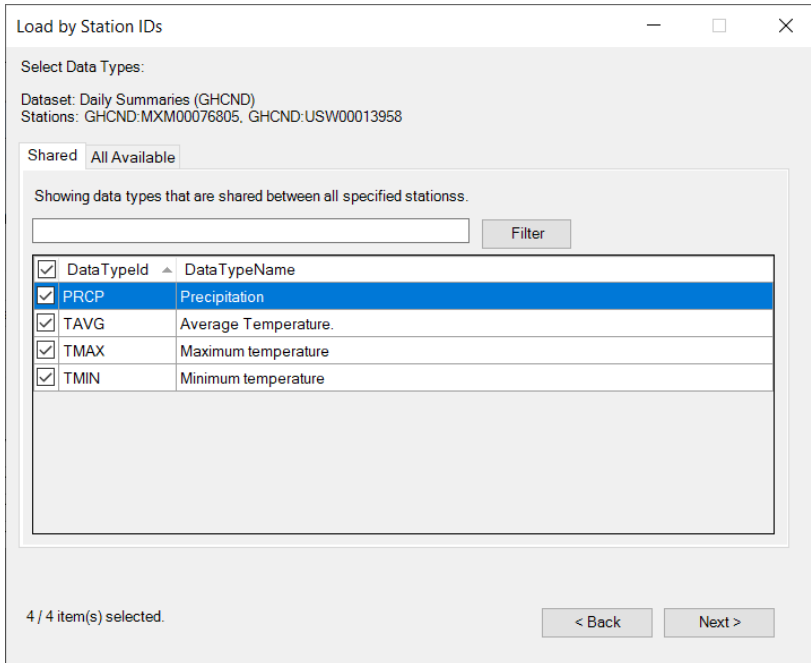 Load by Station IDs
Select Data Types:
Dataset: Daily Summaries (GHCND)
Stations: GHCND:MXM00076805, GHCND:USW00013958
Shared All Available
Showing data types that are shared between all specified stationss.
Filter
DataTypeId DataTypeName
PRCP Precipitation
TAVG Average Temperature.
TMAX Maximum temperature
TMIN Minimum temperature
4 / 4 item(s) selected.
< Back Next >